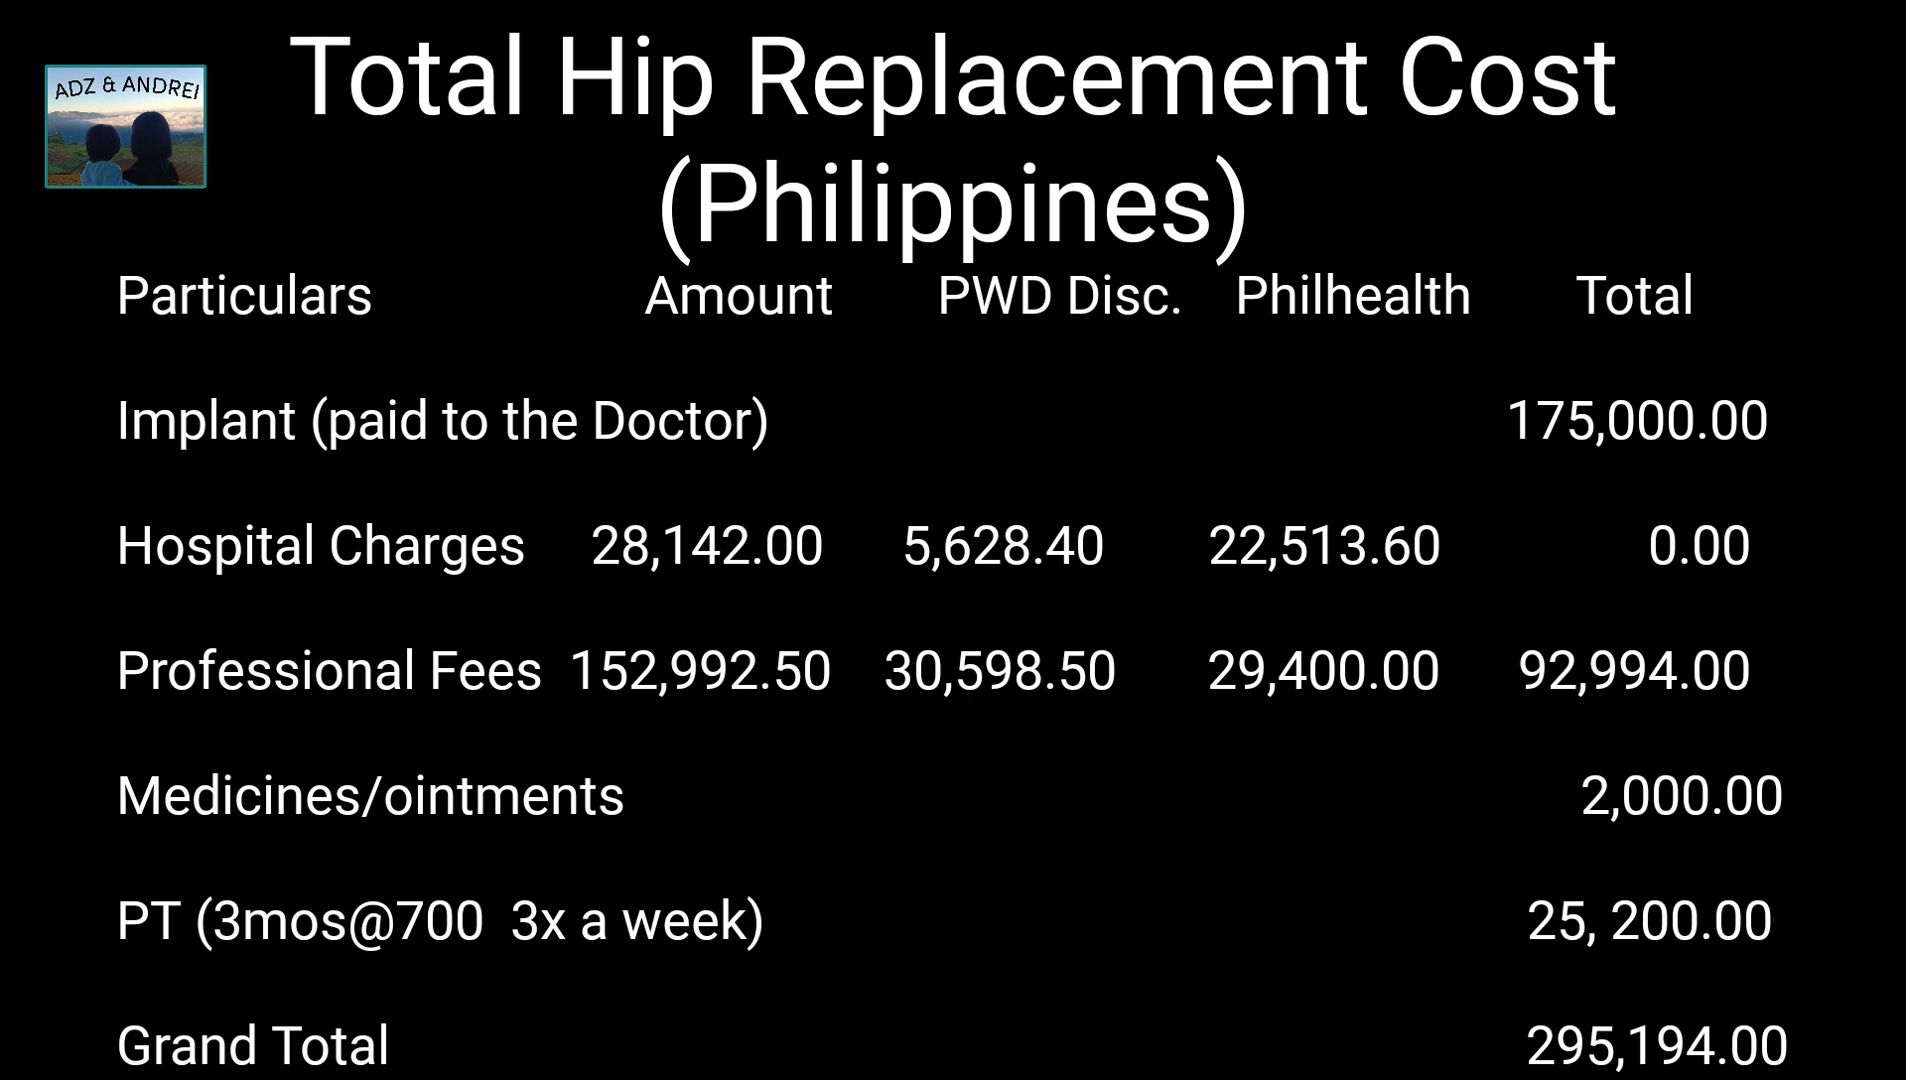 ADZ & ANDREI
Total Hip Replacement Cost
(Philippines)
Particulars Amount PWD Disc. Philhealth Total
Implant (paid to the Doctor) 175,000.00
Hospital Charges 28,142.00 5,628.40 22,513.60 0.00
Professional Fees 152,992.50 30,598.50 29,400.00 92,994.00
Medicines/ointments 2,000.00
PT (3mos@700 3x a week) 25, 200.00
Grand Total 295,194.00